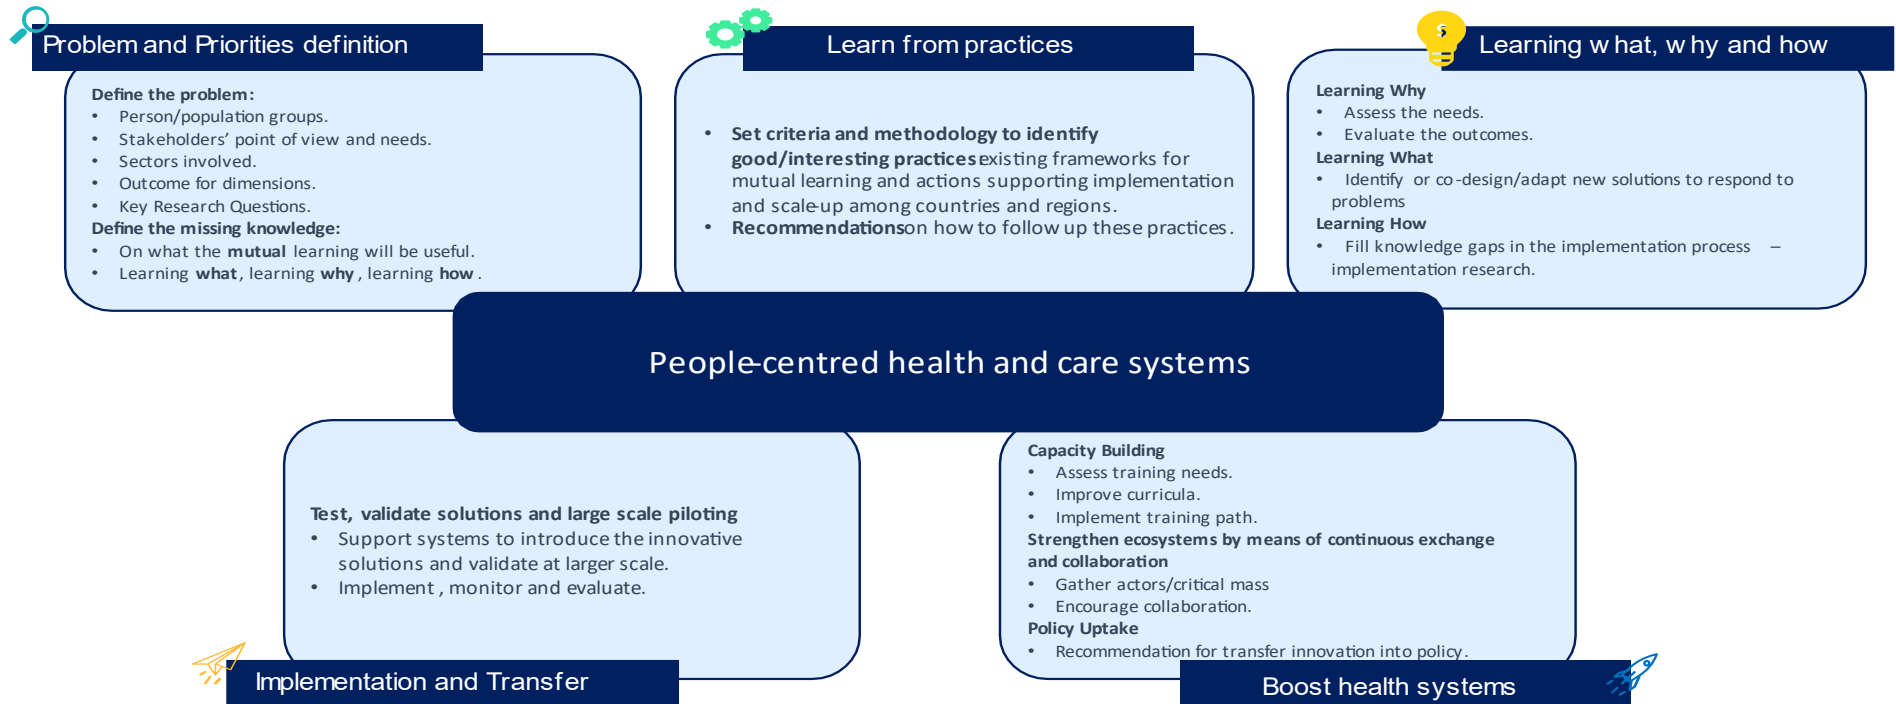 Problem and Priorities definition
Define the problem:
• Person/population groups.
• Stakeholders' point of view and needs.
• Sectors involved.
• Outcome for dimensions.
• Key Research Questions.
Define the missing knowledge:
• On what the mutual learning will be useful.
• Learning what, learning why, learning how.
Learn from practices
• Set criteria and methodology to identify
good/interesting practices existing frameworks for
mutual learning and actions supporting implementation
and scale-up among countries and regions.
• Recommendations on how to follow up these practices.
$
Learning what, why and how
Learning Why
• Assess the needs.
• Evaluate the outcomes.
Learning What
• Identify or co-design/adapt new solutions to respond to
problems
Learning How
• Fill knowledge gaps in the implementation process –
implementation research.
People-centred health and care systems
Test, validate solutions and large scale piloting
• Support systems to introduce the innovative
solutions and validate at larger scale.
• Implement, monitor and evaluate.
Implementation and Transfer
Capacity Building
• Assess training needs.
• Improve curricula.
• Implement training path.
Strengthen ecosystems by means of continuous exchange
and collaboration
• Gather actors/critical mass
• Encourage collaboration.
Policy Uptake
• Recommendation for transfer innovation into policy.
Boost health systems